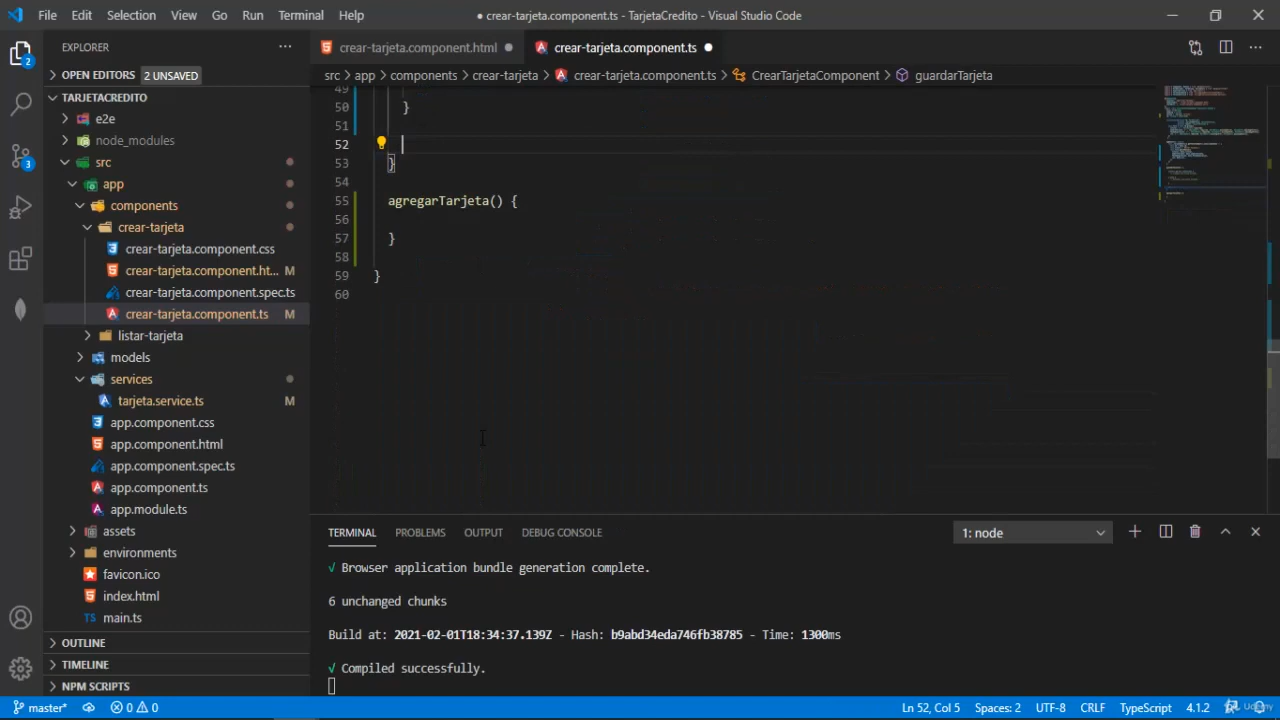 File Edit Selection View Go Run Terminal Help
● crear-tarjeta.component.ts - TarjetaCredito - Visual Studio Code
EXPLORER
crear-tarjeta.component.html
crear-tarjeta.component.ts
OPEN EDITORS 2 UNSAVED
src > app > components > crear-tarjeta > crear-tarjeta.component.ts > CrearTarjetaComponent > guardarTarjeta
TARJETACREDITO
e2e
node_modules
src
app
components
crear-tarjeta
crear-tarjeta.component.css
crear-tarjeta.component.ht... M
crear-tarjeta.component.spec.ts
crear-tarjeta.component.ts M
listar-tarjeta
models
services
tarjeta.service.ts M
app.component.css
app.component.html
app.component.spec.ts
app.component.ts
app.module.ts
assets
environments
favicon.ico
index.html
main.ts
OUTLINE
TIMELINE
NPM SCRIPTS
49
50 }
51
52
53 }
54
55 agregarTarjeta() {
56
57 }
58
59 }
60
TERMINAL PROBLEMS OUTPUT DEBUG CONSOLE 1: node
√ Browser application bundle generation complete.
6 unchanged chunks
Build at: 2021-02-01T18:34:37.139Z - Hash: b9abd34eda746fb38785 - Time: 1300ms
√ Compiled successfully.
master* 0 0 Ln 52, Col 5 Spaces: 2 UTF-8 CRLF TypeScript 4.1.2
Udemy